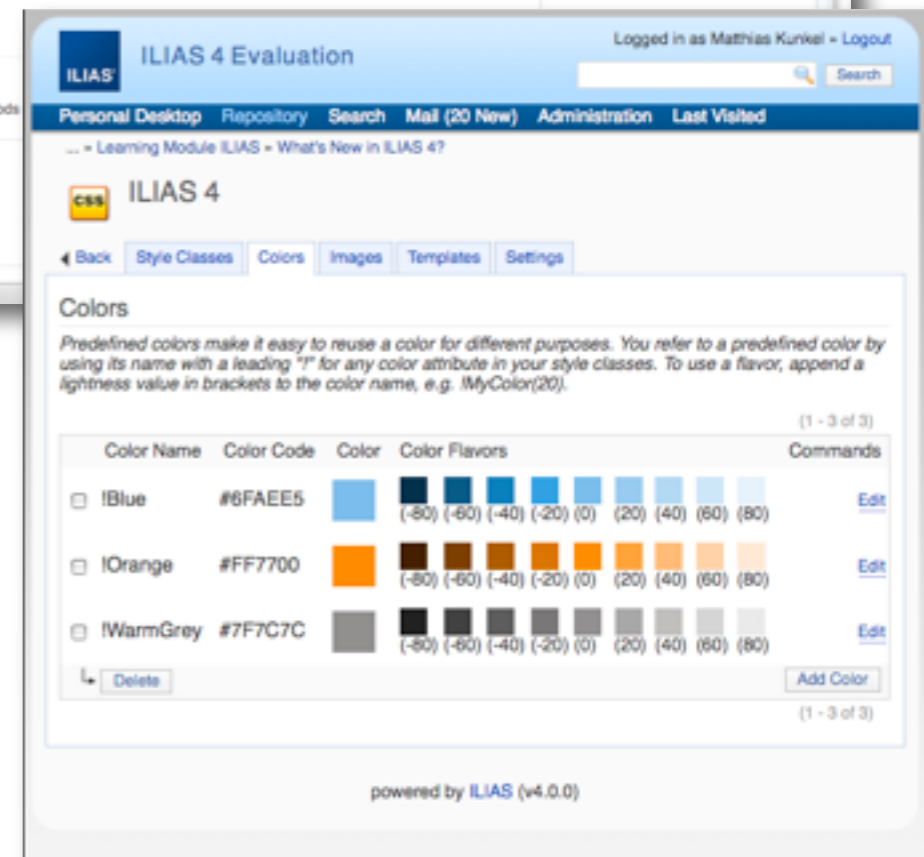 ods
ILIAS
ILIAS 4 Evaluation
Logged in as Matthias Kunkel » Logout
Search
Personal Desktop Repository Search Mail (20 New) Administration Last Visited
... » Learning Module ILIAS » What's New in ILIAS 4?
css
ILIAS 4
Back Style Classes Colors Images Templates Settings
Colors
Predefined colors make it easy to reuse a color for different purposes. You refer to a predefined color by
using its name with a leading "!" for any color attribute in your style classes. To use a flavor, append a
lightness value in brackets to the color name, e.g. !MyColor(20).
(1 - 3 of 3)
Color Name Color Code Color Color Flavors Commands
!Blue #6FAEE5 (-80) (-60) (-40) (-20) (0) (20) (40) (60) (80) Edit
!Orange #FF7700 (-80) (-60) (-40) (-20) (0) (20) (40) (60) (80) Edit
!WarmGrey #7F7C7C (-80) (-60) (-40) (-20) (0) (20) (40) (60) (80) Edit
Delete Add Color
(1 - 3 of 3)
powered by ILIAS (v4.0.0)